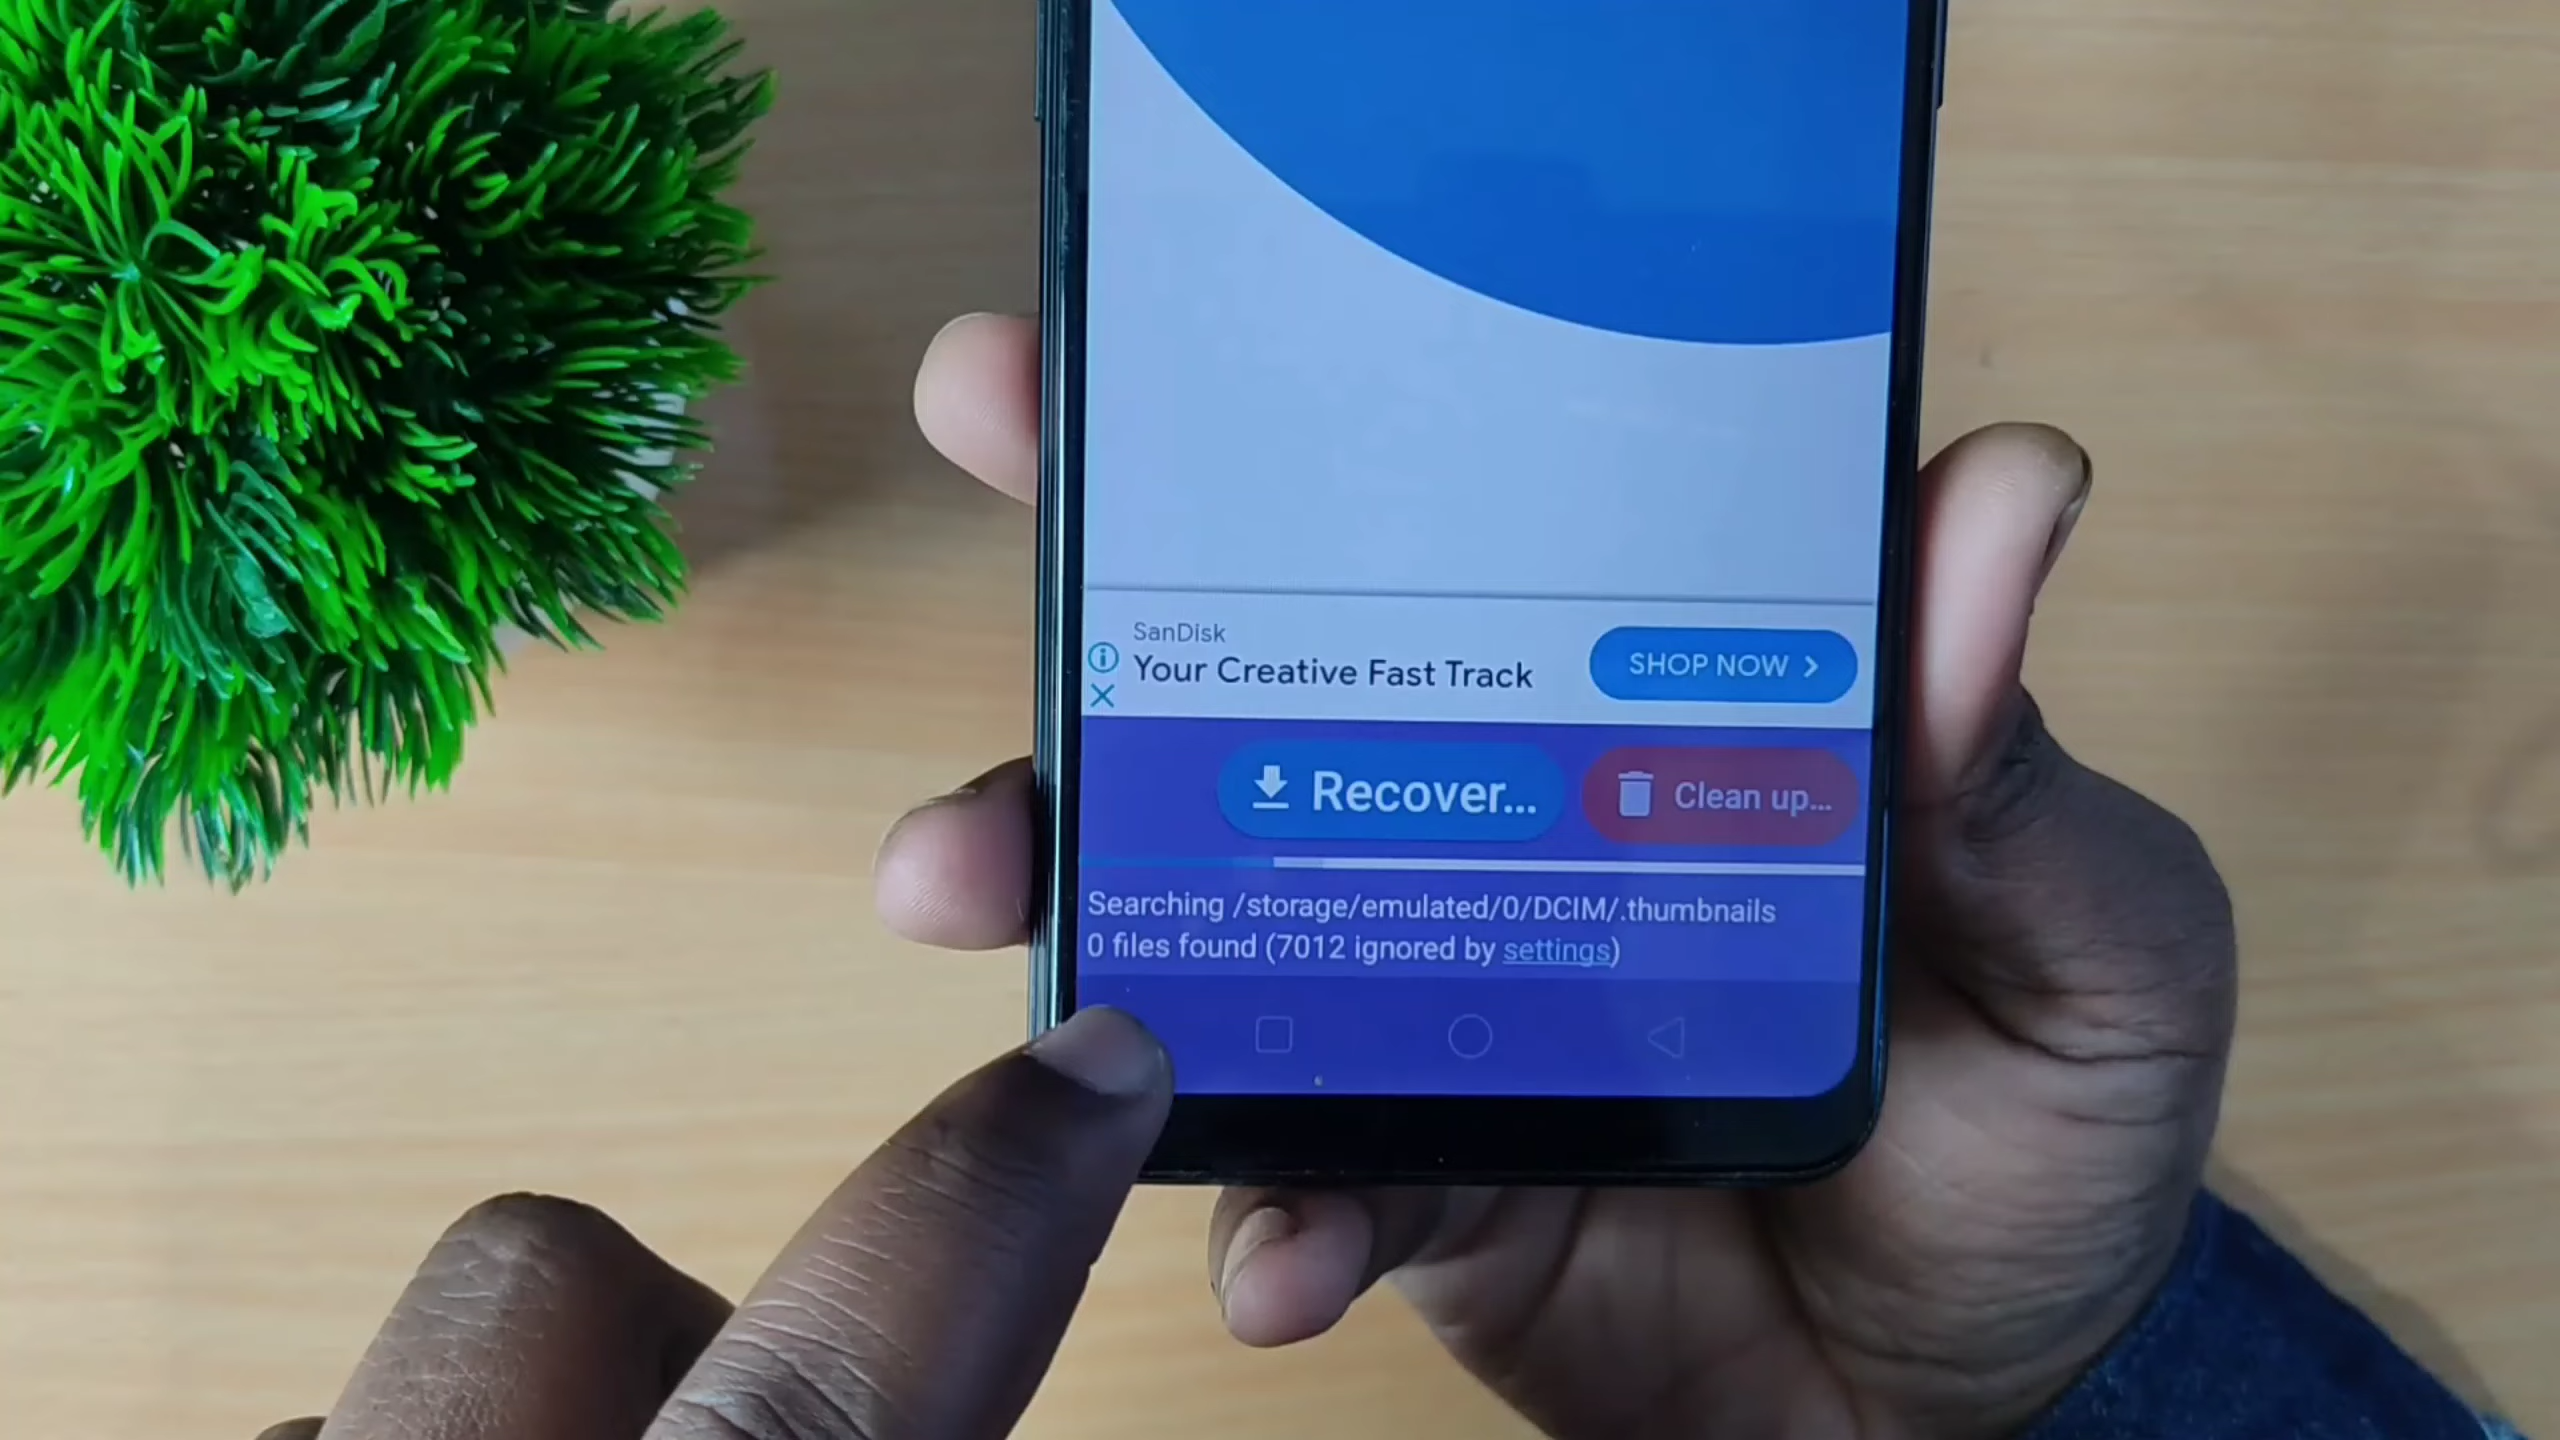 SanDisk
Your Creative Fast Track
SHOP NOW >
Recover...
Clean up...
Searching /storage/emulated/0/DCIM/.thumbnails
0 files found (7012 ignored by settings)